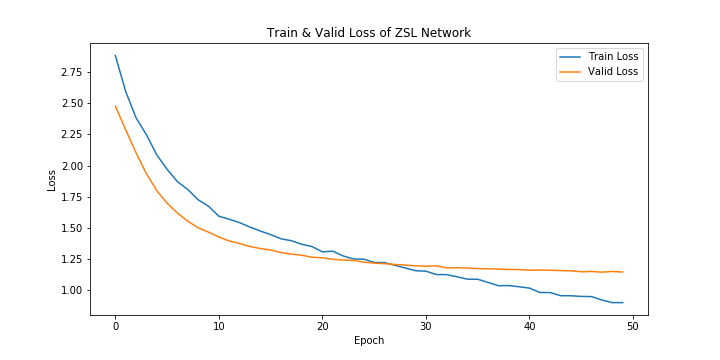 Train & Valid Loss of ZSL Network
Train Loss
Valid Loss
Loss
2.75
2.50
2.25
2.00
1.75
1.50
1.25
1.00
0
10
20
30
40
50
Epoch